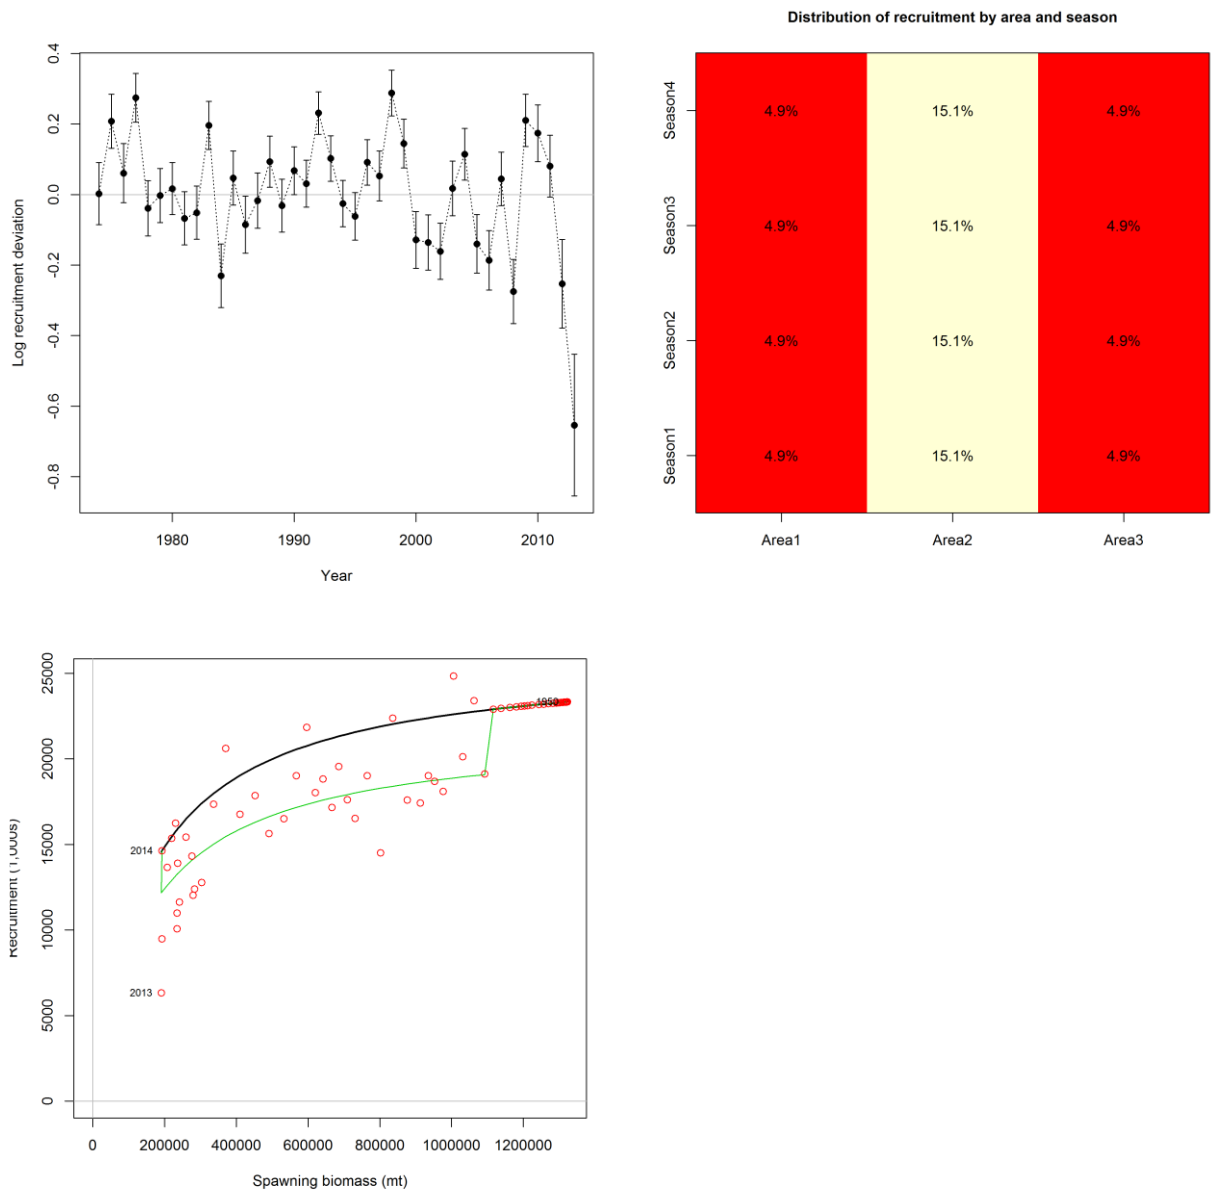 Distribution of recruitment by area and season
Log recruitment deviation
0.4
0.2
0.0
-0.2
-0.4
-0.6
-0.8
1980 1990 2000 2010
Year
Season4 4.9% 15.1% 4.9%
Season3 4.9% 15.1% 4.9%
Season2 4.9% 15.1% 4.9%
Season1 4.9% 15.1% 4.9%
Area1 Area2 Area3
Recruitment (1,000s)
25000
20000
15000
10000
5000
0
1950
2014
2013
0 200000 400000 600000 800000 1000000 1200000
Spawning biomass (mt)